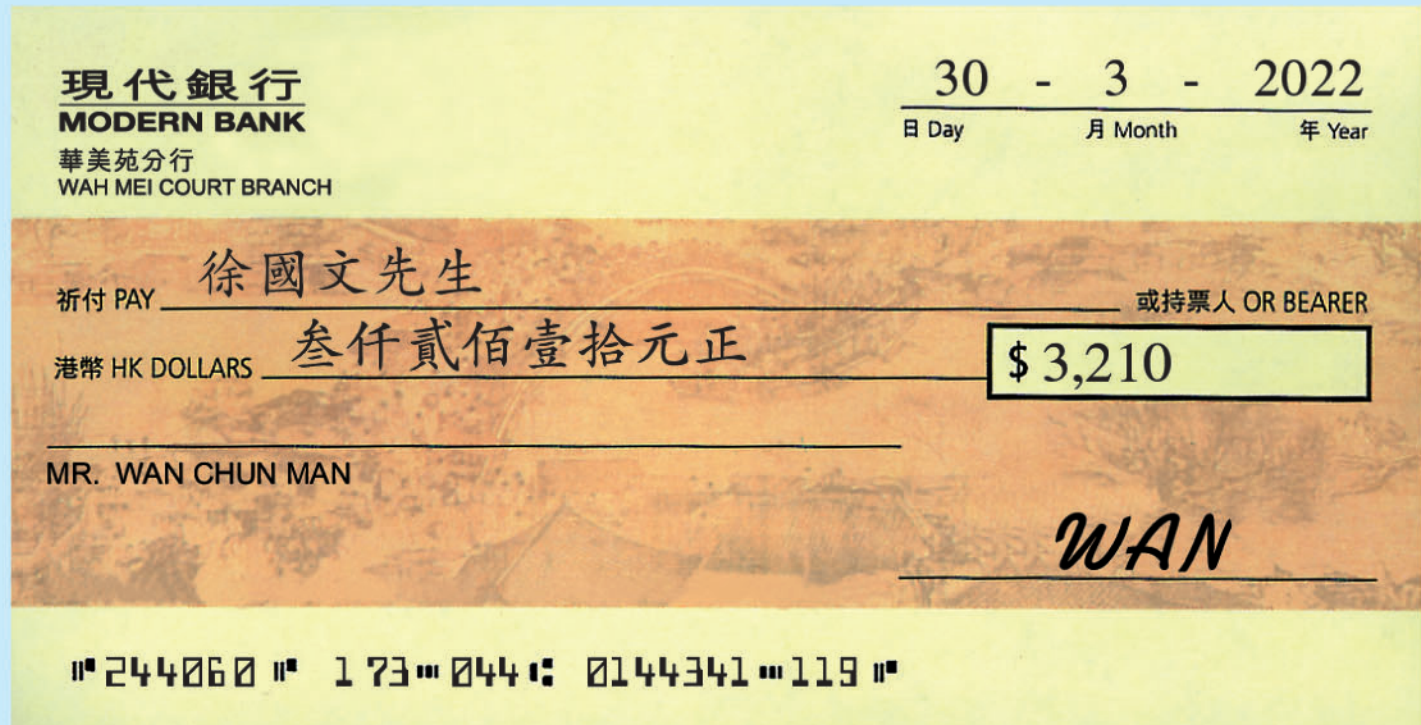 現代銀行
MODERN BANK
華美苑分行
WAH MEI COURT BRANCH
30 - 3 - 2022
日 Day 月 Month 年 Year
祈付 PAY 徐國文先生 或持票人 OR BEARER
港幣 HK DOLLARS 叁仟貳佰壹拾元正 $ 3,210
MR. WAN CHUN MAN
WAN
⑈244060⑈ 173⑉044⑆ 0144341⑉119⑈